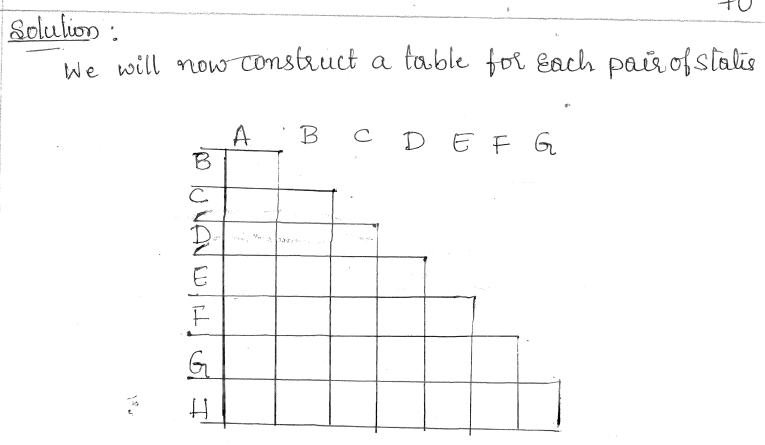 Solution :
We will now construct a table for Each pair of States
A B C D E F G
B
C
D
E
F
G
H